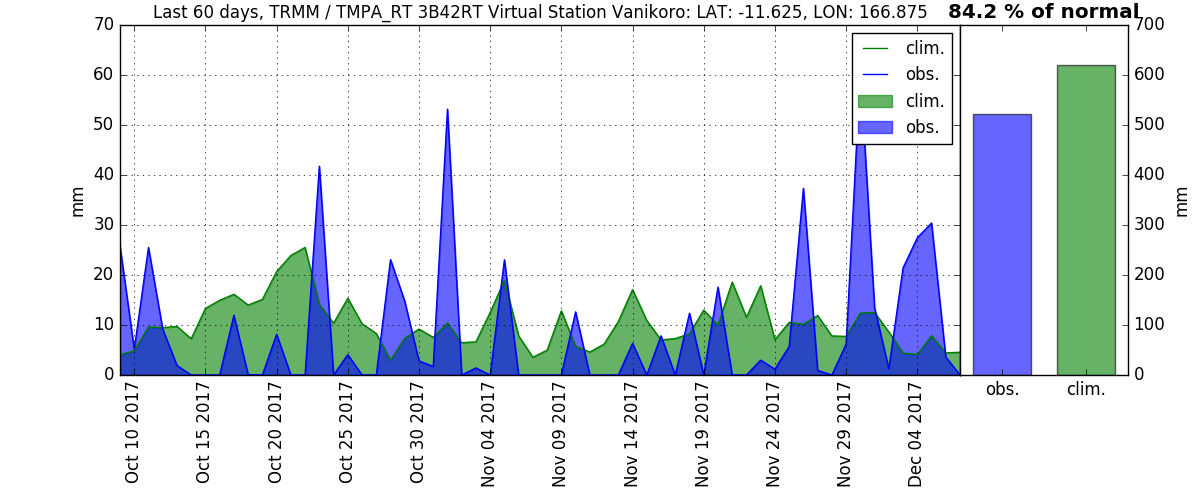 Last 60 days, TRMM / TMPA_RT 3B42RT Virtual Station Vanikoro: LAT: -11.625, LON: 166.875
84.2 % of normal
70
60
50
40
30
20
10
0
mm
clim.
obs.
clim.
obs.
Oct 10 2017
Oct 15 2017
Oct 20 2017
Oct 25 2017
Oct 30 2017
Nov 04 2017
Nov 09 2017
Nov 14 2017
Nov 19 2017
Nov 24 2017
Nov 29 2017
Dec 04 2017
obs.
clim.
700
600
500
400
300
200
100
0
mm